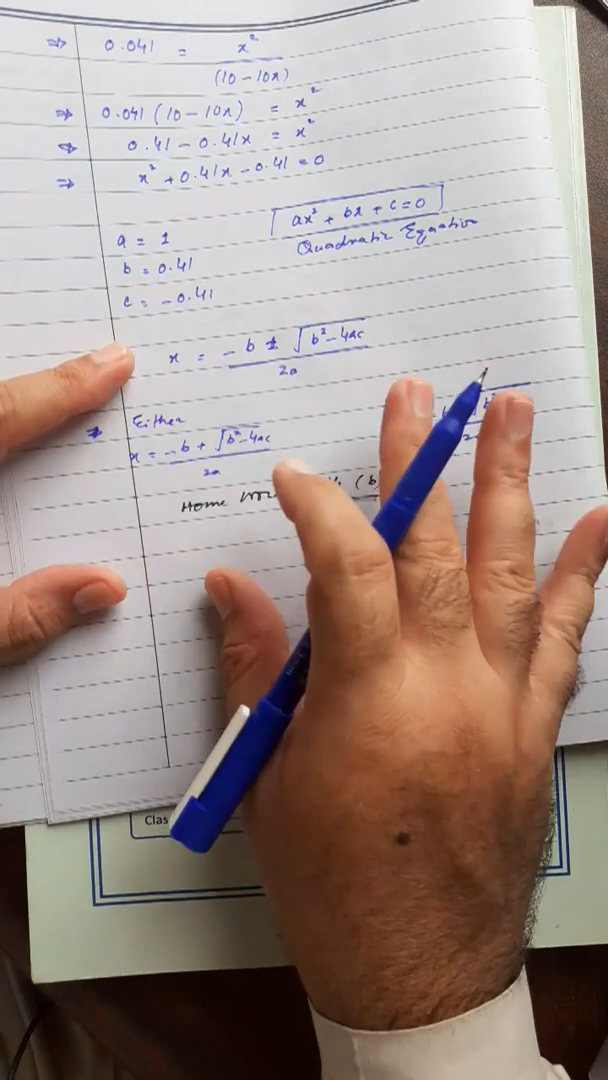 ⇒ 0.041 = x² / (10 − 10x)
⇒ 0.041 (10 − 10x) = x²
⇒ 0.41 − 0.41x = x²
⇒ x² + 0.41x − 0.41 = 0
ax² + bx + c = 0
Quadratic Equation
a = 1
b = 0.41
c = − 0.41
x = −b ± √b² − 4ac / 2a
⇒ Either
x = −b + √b² − 4ac / 2a
Home
Clas